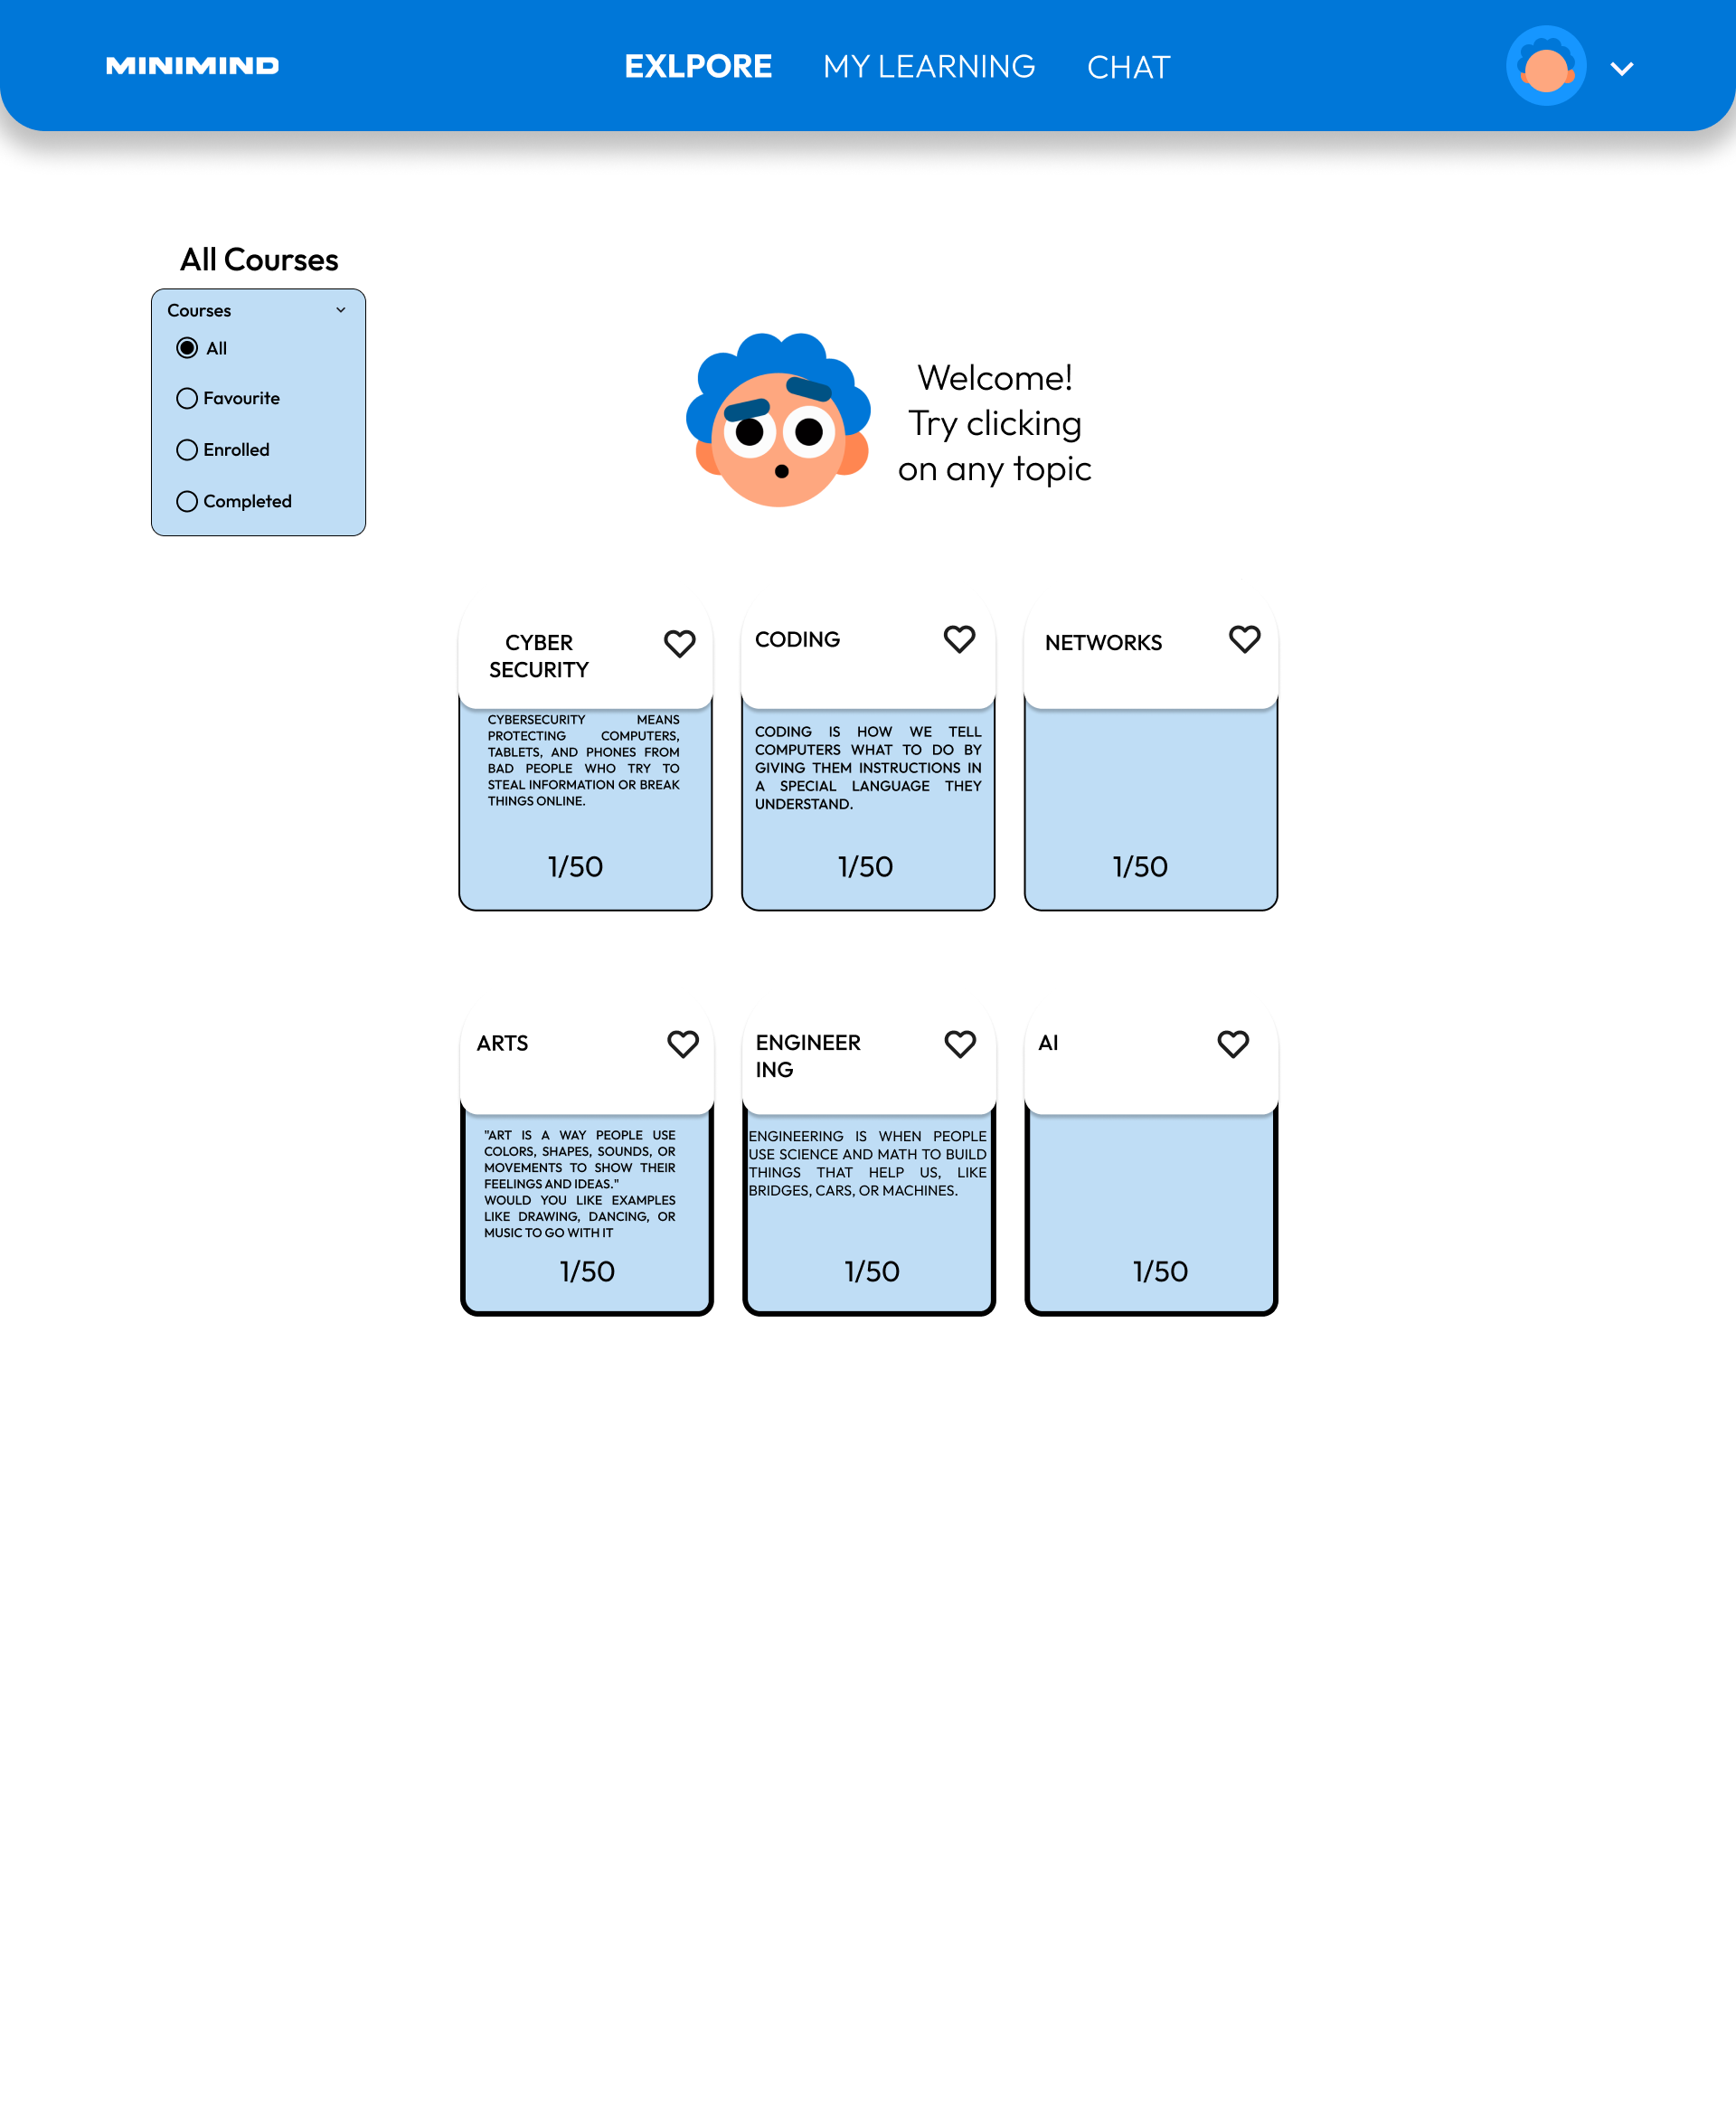 MINIMIND
EXLPORE
MY LEARNING
CHAT
All Courses
Courses
All
Favourite
Enrolled
Completed
Welcome!
Try clicking
on any topic
CYBER
SECURITY
CYBERSECURITY MEANS
PROTECTING COMPUTERS,
TABLETS, AND PHONES FROM
BAD PEOPLE WHO TRY TO
STEAL INFORMATION OR BREAK
THINGS ONLINE.
1/50
CODING
CODING IS HOW WE TELL
COMPUTERS WHAT TO DO BY
GIVING THEM INSTRUCTIONS IN
A SPECIAL LANGUAGE THEY
UNDERSTAND.
1/50
NETWORKS
1/50
ARTS
"ART IS A WAY PEOPLE USE
COLORS, SHAPES, SOUNDS, OR
MOVEMENTS TO SHOW THEIR
FEELINGS AND IDEAS."
WOULD YOU LIKE EXAMPLES
LIKE DRAWING, DANCING, OR
MUSIC TO GO WITH IT
1/50
ENGINEER
ING
ENGINEERING IS WHEN PEOPLE
USE SCIENCE AND MATH TO BUILD
THINGS THAT HELP US, LIKE
BRIDGES, CARS, OR MACHINES.
1/50
AI
1/50